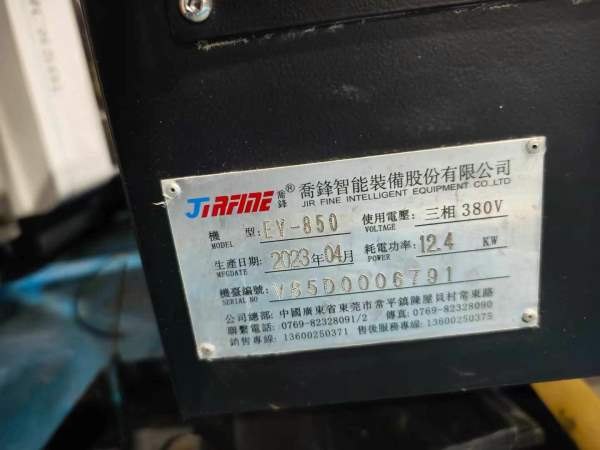 JIRFINE 喬鋒® 喬鋒智能裝備股份有限公司
JIR FINE INTELLIGENT EQUIPMENT CO.,LTD
機 型: EV-850 使用電壓: 三相 380V
MODEL VOLTAGE
生產日期: 2023年04月 耗電功率: 12.4 KW
MFGDATE POWER
機臺編號: V85D0006791
SERIAL NO
公司總部: 中國廣東省東莞市常平鎮陳屋貝村常東路
聯繫電話: 0769-82328091/2 傳真: 0769-82328090
銷售專線: 13600250371 售後服務專線: 13600250375